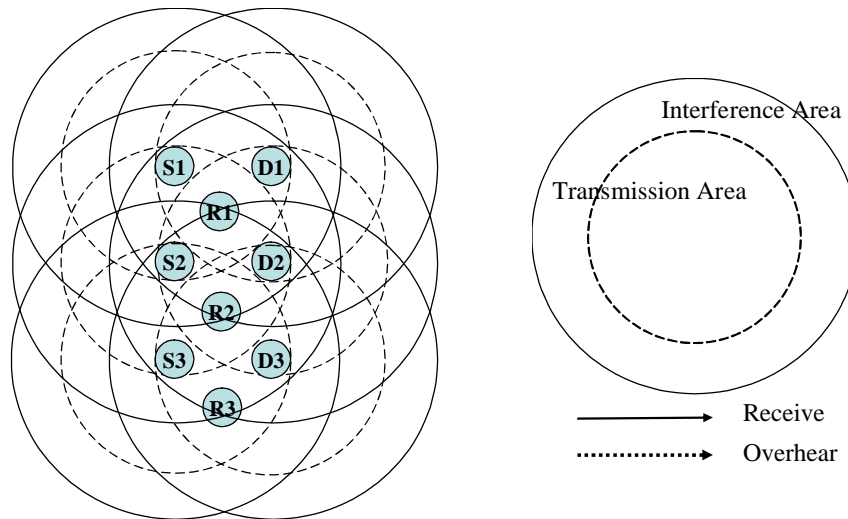 S1 D1
R1
S2 D2
R2
S3 D3
R3
Interference Area
Transmission Area
Receive
Overhear